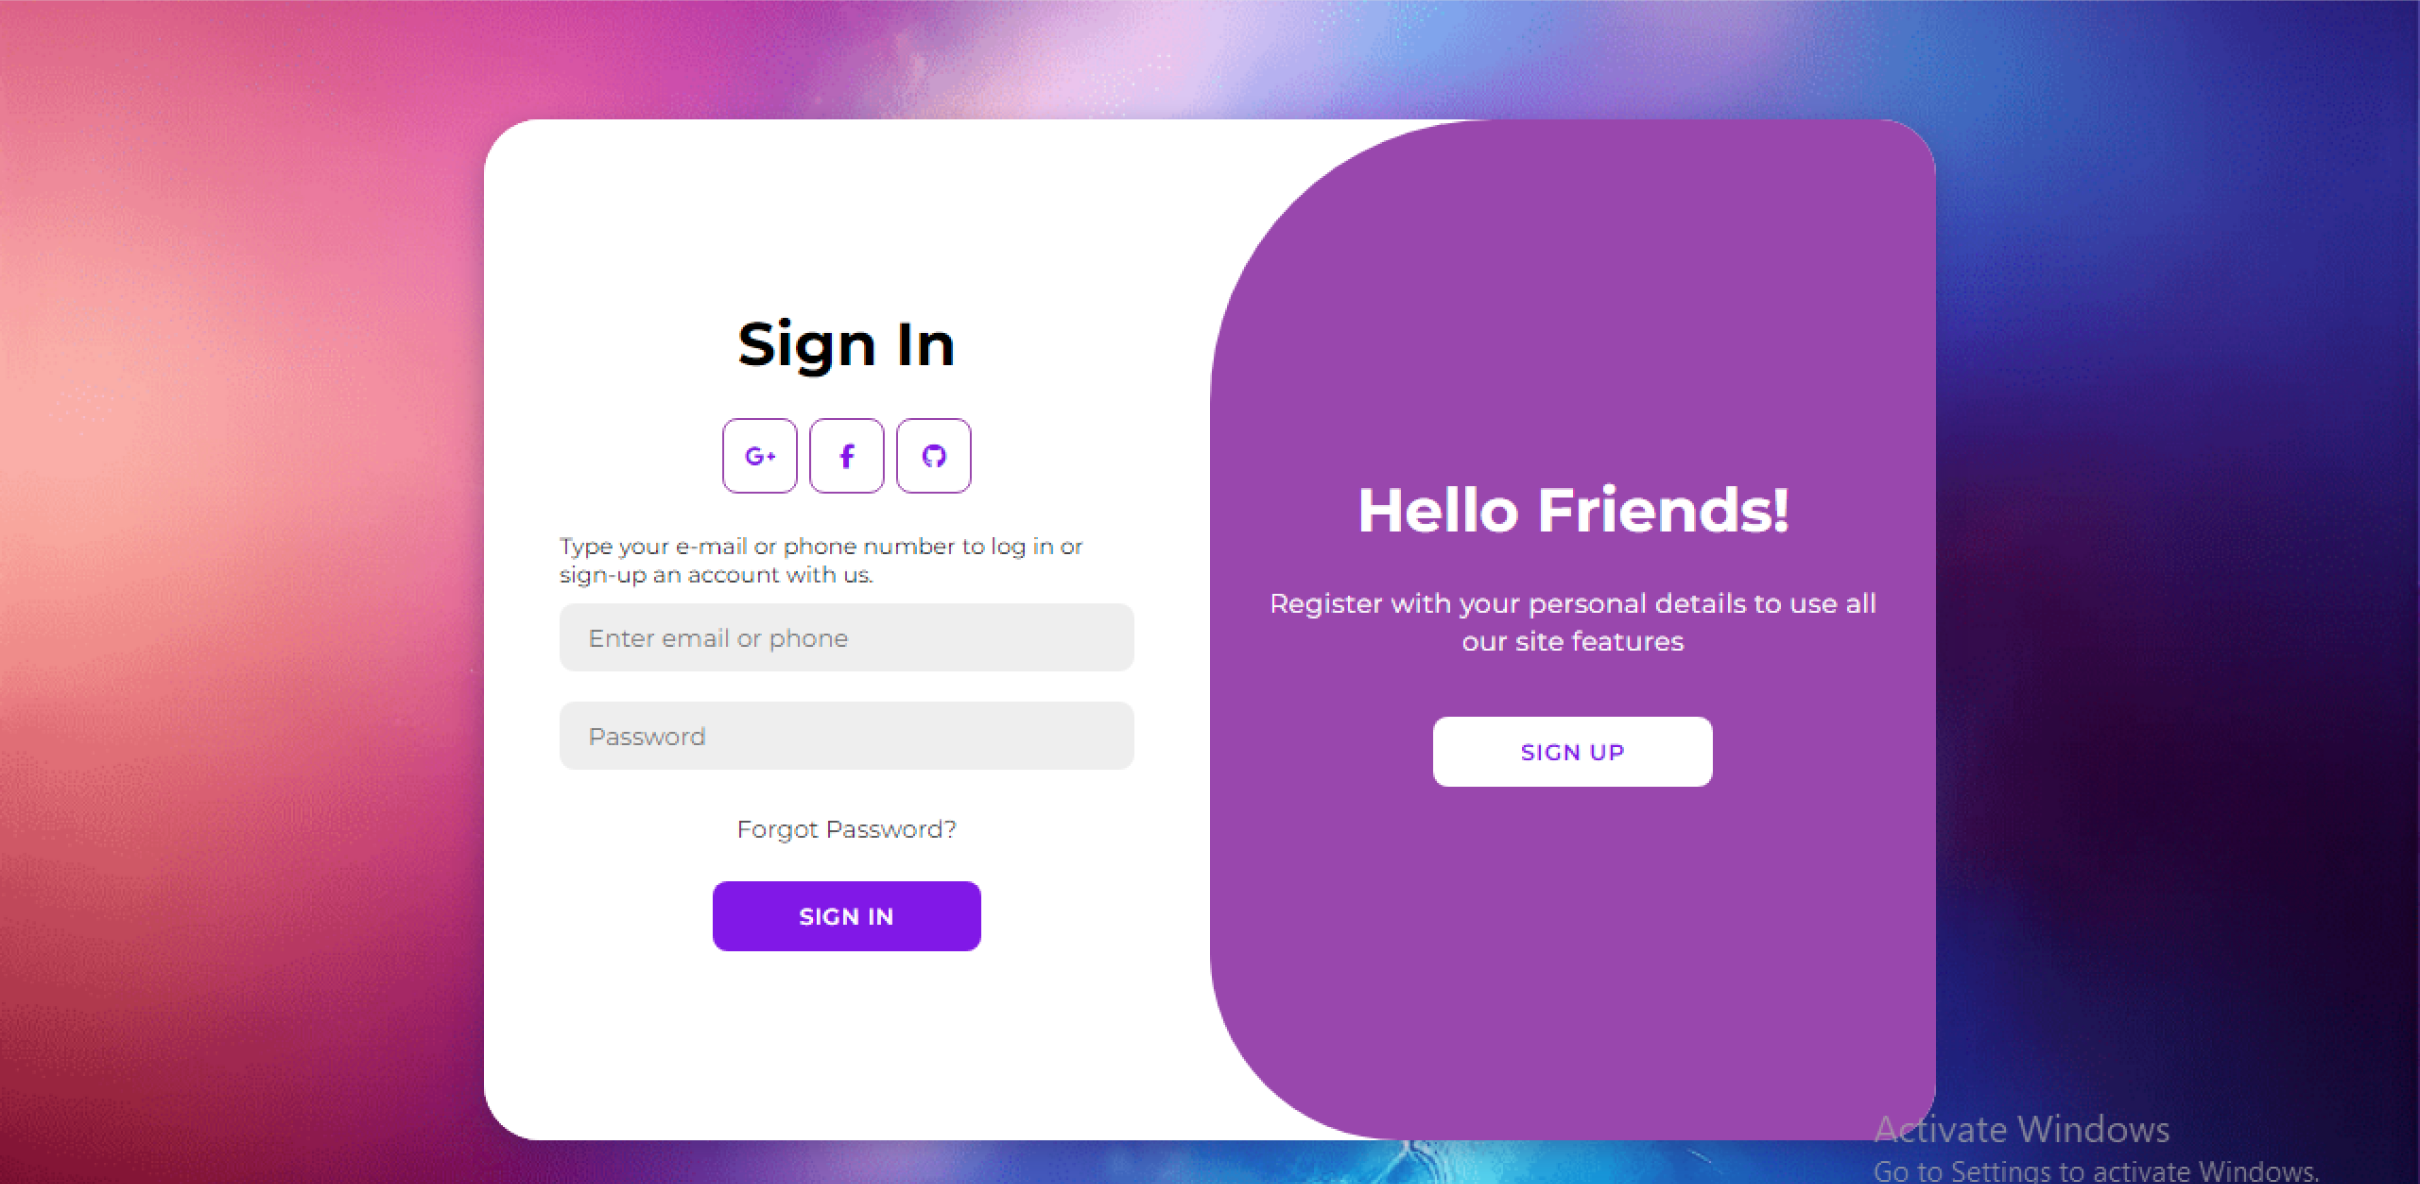 Sign In
G+
f
Type your e-mail or phone number to log in or
sign-up an account with us.
Enter email or phone
Password
Forgot Password?
SIGN IN
Hello Friends!
Register with your personal details to use all
our site features
SIGN UP
Activate Windows
Go to Settings to activate Windows.